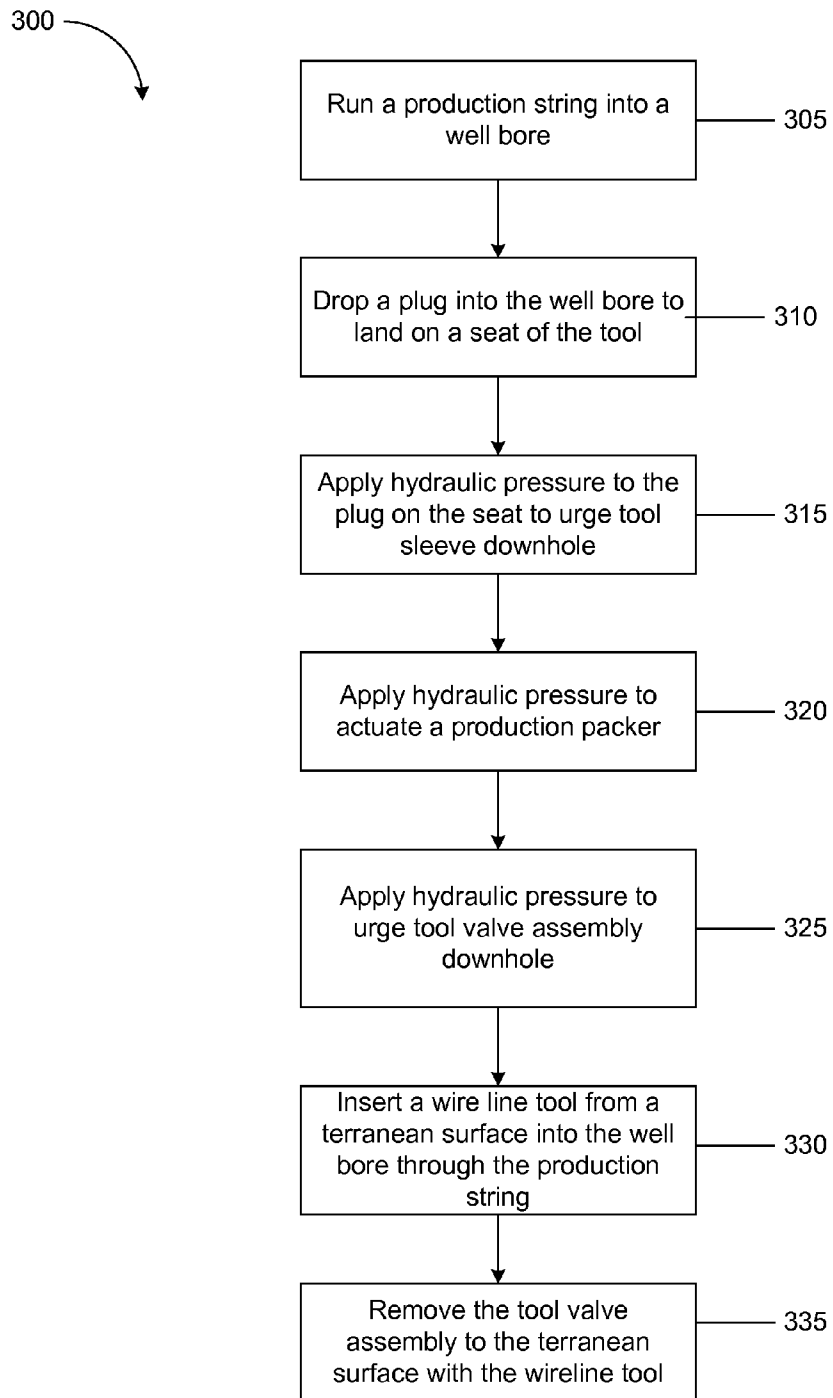 300
Run a production string into a
well bore
305
Drop a plug into the well bore to
land on a seat of the tool
310
Apply hydraulic pressure to the
plug on the seat to urge tool
sleeve downhole
315
Apply hydraulic pressure to
actuate a production packer
320
Apply hydraulic pressure to
urge tool valve assembly
downhole
325
Insert a wire line tool from a
terranean surface into the well
bore through the production
string
330
Remove the tool valve
assembly to the terranean
surface with the wireline tool
335